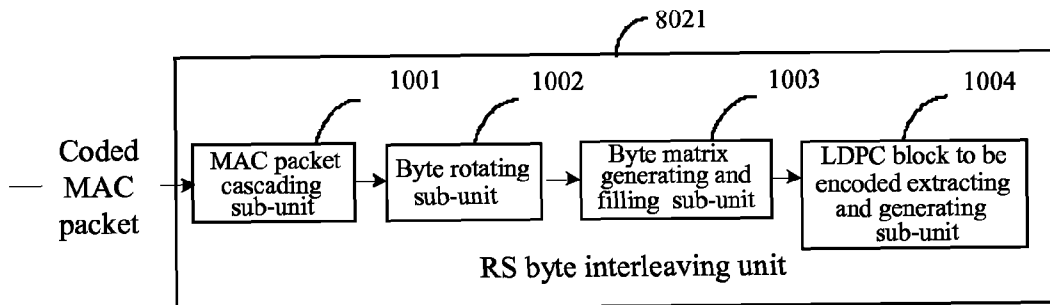 8021
1001
1002
1003
1004
Coded
MAC
packet
MAC packet
cascading
sub-unit
Byte rotating
sub-unit
Byte matrix
generating and
filling sub-unit
LDPC block to be
encoded extracting
and generating
sub-unit
RS byte interleaving unit